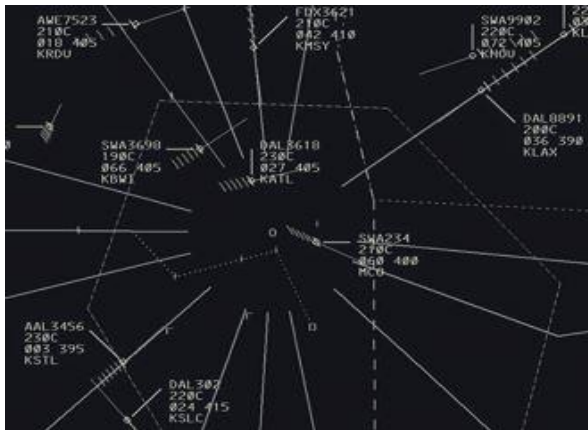 AWE7523
210C
018 405
KRDU
FDX3621
210C
042 410
KMSY
SWA9902
220C
072 405
SWA3698
190C
066 405
KBWI
DAL3618
230C
027 405
KATL
DAL8891
200C
036 390
KLAX
SWA234
270C
060 400
AAL3456
230C
003 395
KSTL
DAL302
220C
024 415
KSLC